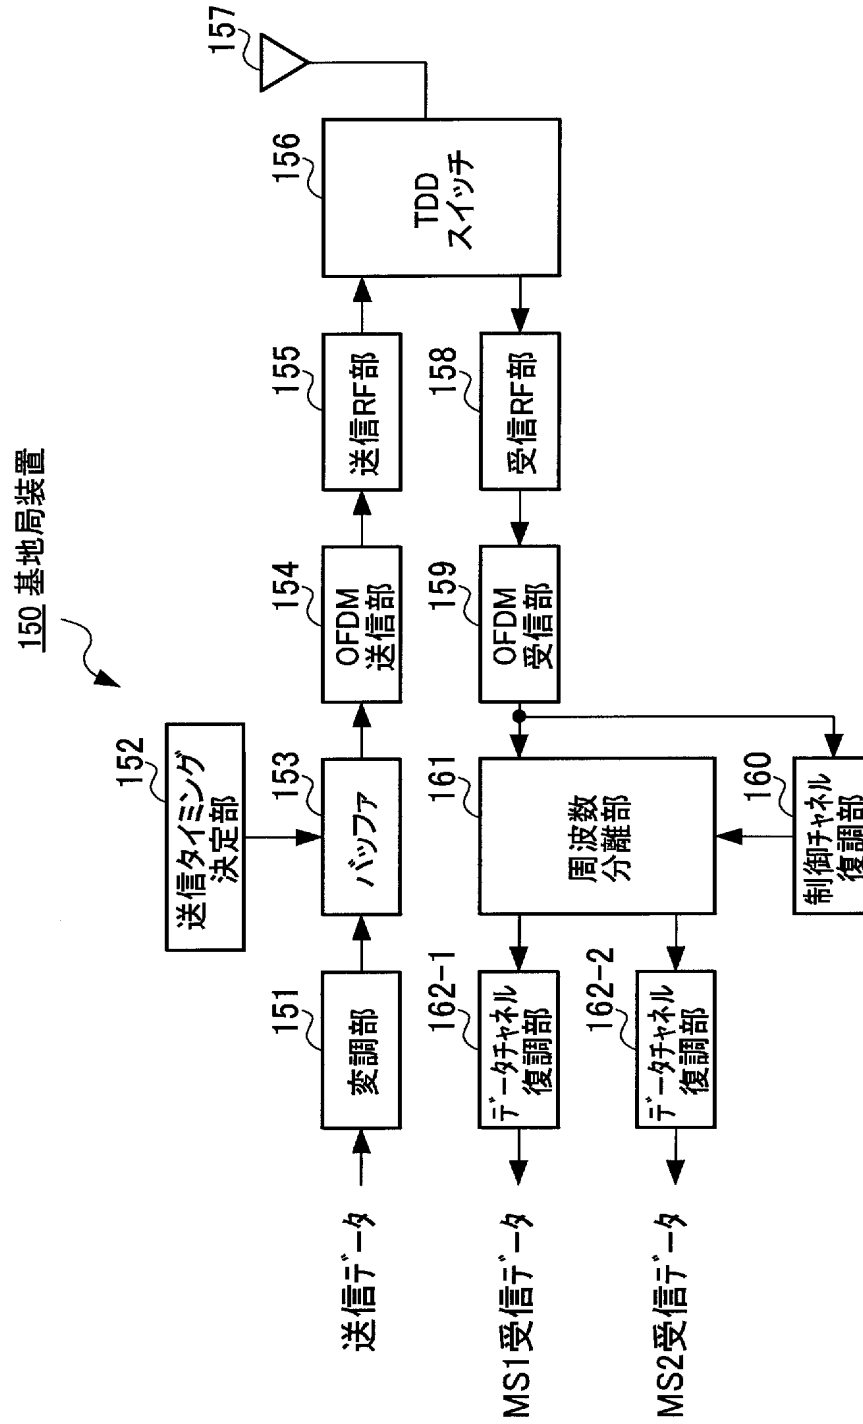 150 基地局装置
152
送信タイミング
決定部
151
変調部
153
バッファ
154
OFDM
送信部
155
送信RF部
156
TDD
スイッチ
157
送信データ
162-1
データチャネル
復調部
161
周波数
分離部
159
OFDM
受信部
158
受信RF部
MS1受信データ
162-2
データチャネル
復調部
MS2受信データ
160
制御チャネル
復調部